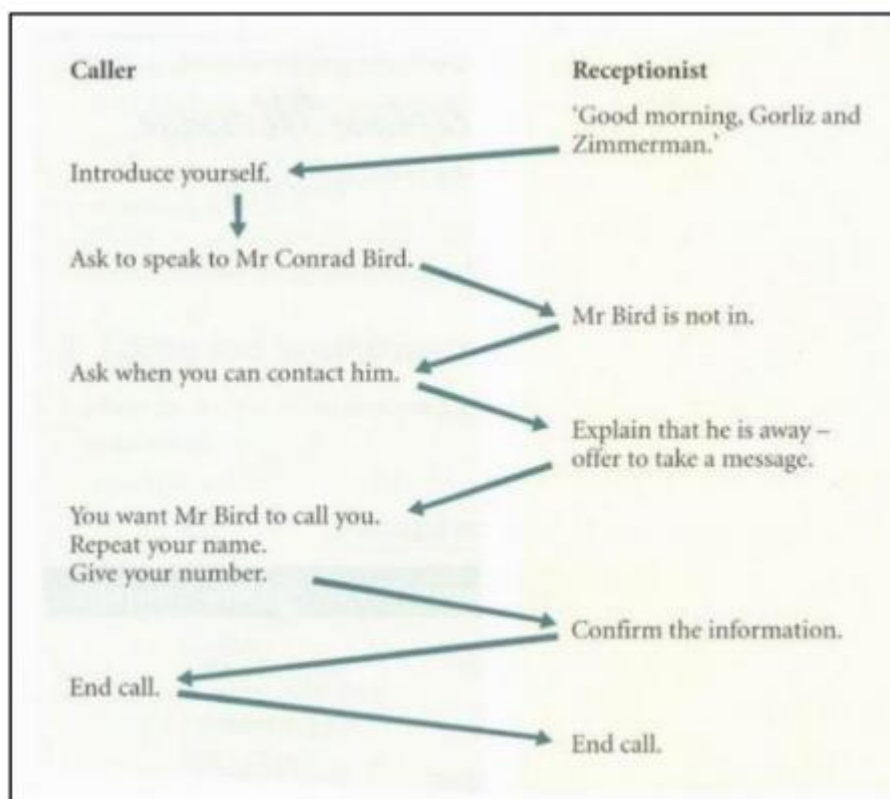 Caller
Receptionist
'Good morning, Gorliz and
Zimmerman.'
Introduce yourself.
Ask to speak to Mr Conrad Bird.
Mr Bird is not in.
Ask when you can contact him.
Explain that he is away –
offer to take a message.
You want Mr Bird to call you.
Repeat your name.
Give your number.
Confirm the information.
End call.
End call.